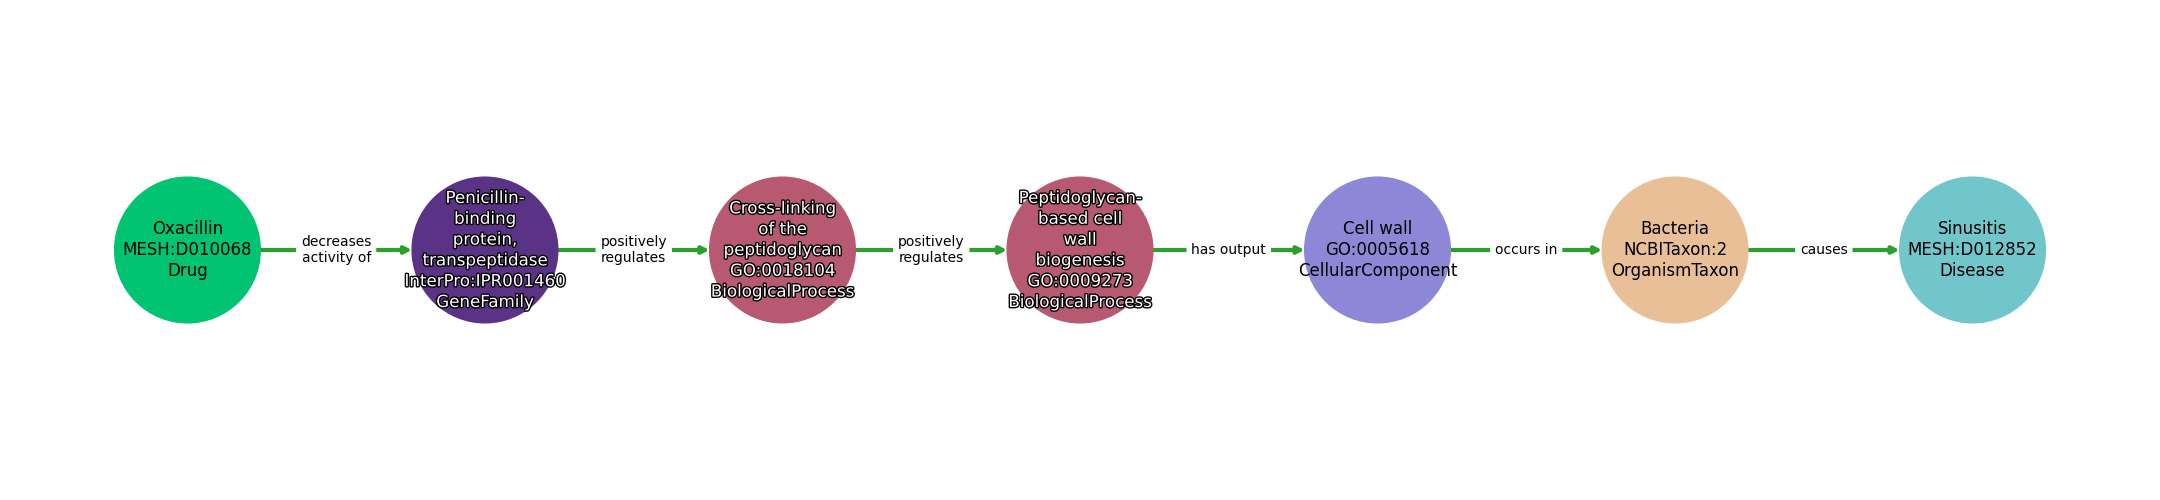 Oxacillin
MESH:D010068
Drug
decreases
activity of
Penicillin-
binding
protein,
transpeptidase
InterPro:IPR001460
GeneFamily
positively
regulates
Cross-linking
of the
peptidoglycan
GO:0018104
BiologicalProcess
positively
regulates
Peptidoglycan-
based cell
wall
biogenesis
GO:0009273
BiologicalProcess
has output
Cell wall
GO:0005618
CellularComponent
occurs in
Bacteria
NCBITaxon:2
OrganismTaxon
causes
Sinusitis
MESH:D012852
Disease